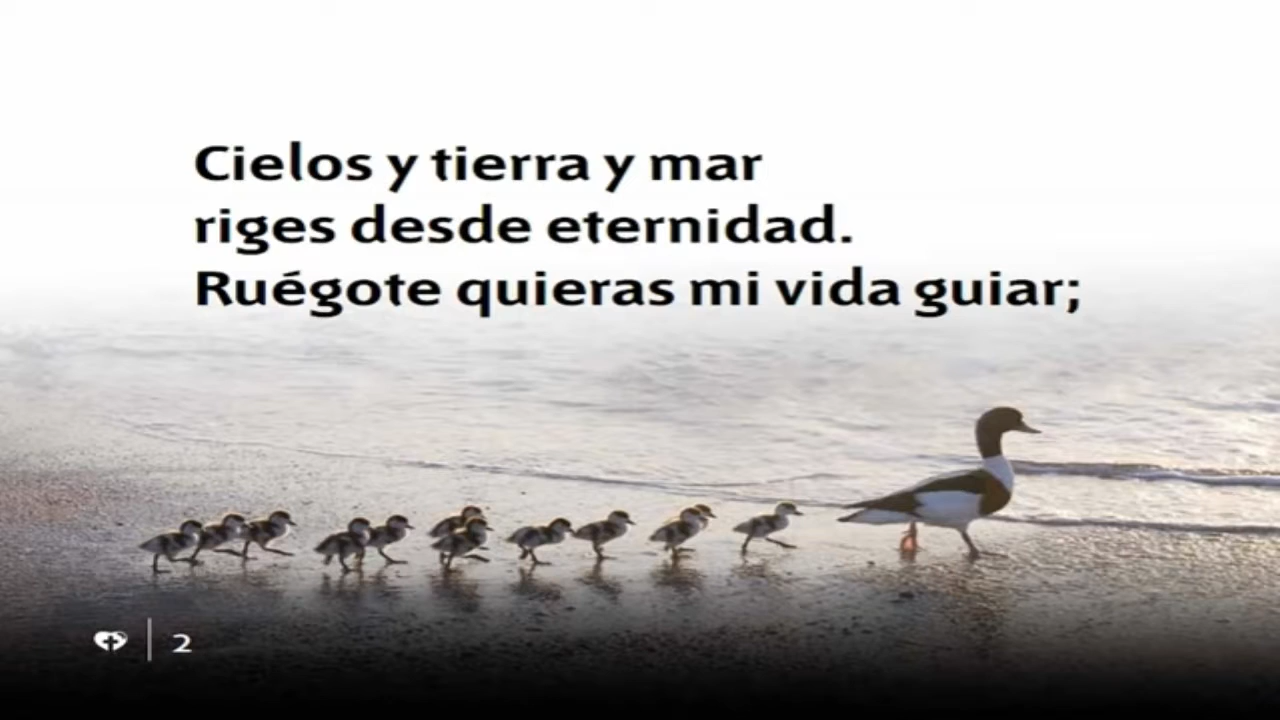 Cielos y tierra y mar
riges desde eternidad.
Ruégote quieras mi vida guiar;
2